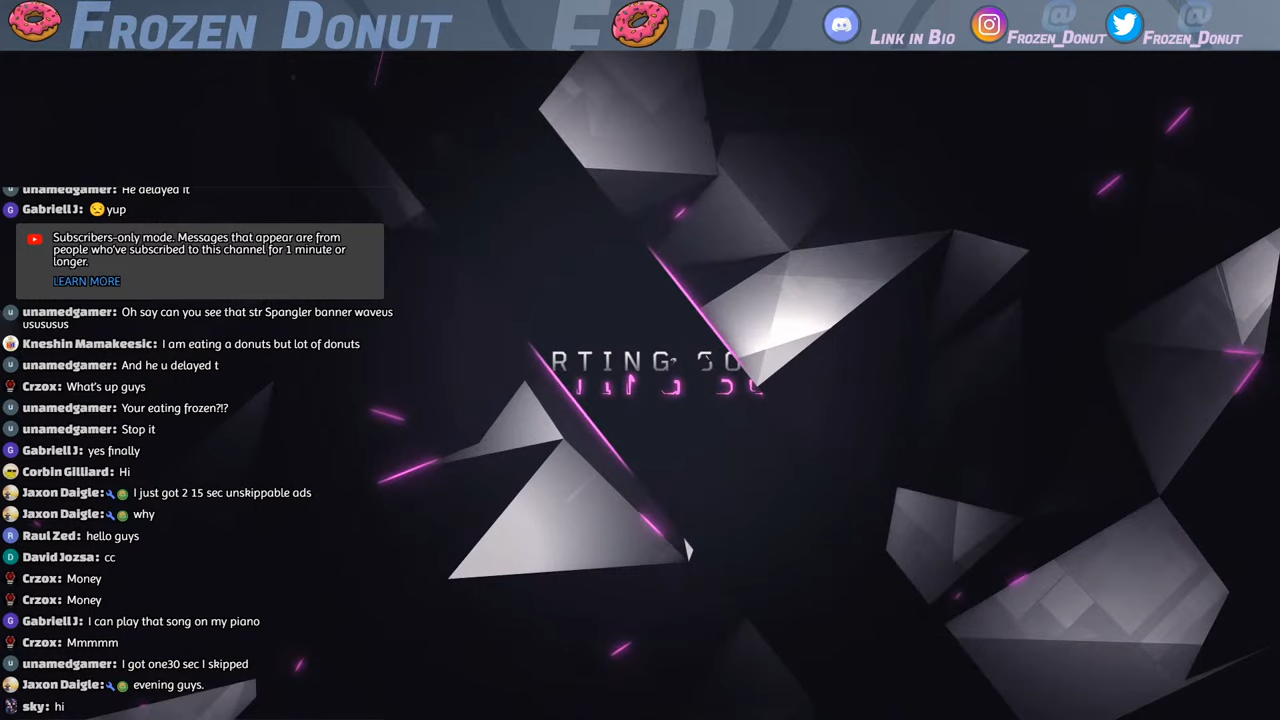 FROZEN DONUT
Link in Bio
@
Frozen_Donut
@
Frozen_Donut
unamedgamer: He delayed it
Gabriell J: 😒yup
Subscribers-only mode. Messages that appear are from
people who've subscribed to this channel for 1 minute or
longer.
LEARN MORE
unamedgamer: Oh say can you see that str Spangler banner waveus
usususus
Kneshin Mamakeesic: I am eating a donuts but lot of donuts
unamedgamer: And he u delayed t
RTING SO
Crzox: What's up guys
unamedgamer: Your eating frozen?!?
unamedgamer: Stop it
Gabriell J: yes finally
Corbin Gilliard: Hi
Jaxon Daigle: I just got 2 15 sec unskippable ads
Jaxon Daigle: why
Raul Zed: hello guys
David Jozsa: cc
Crzox: Money
Crzox: Money
Gabriell J: I can play that song on my piano
Crzox: Mmmmm
unamedgamer: I got one30 sec I skipped
Jaxon Daigle: evening guys.
sky: hi